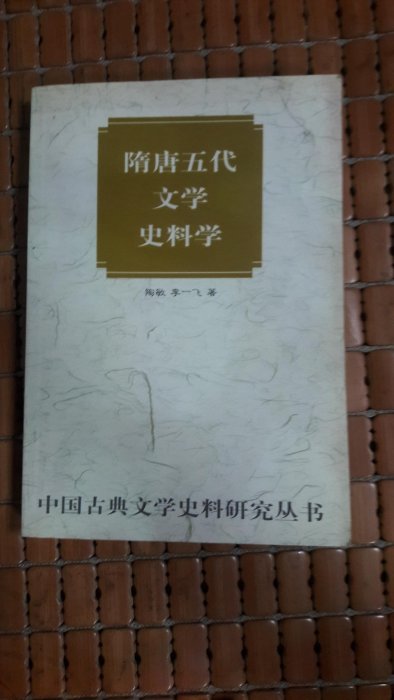 隋唐五代
文学
史料学
陶敏 李一飞 著
中国古典文学史料研究丛书